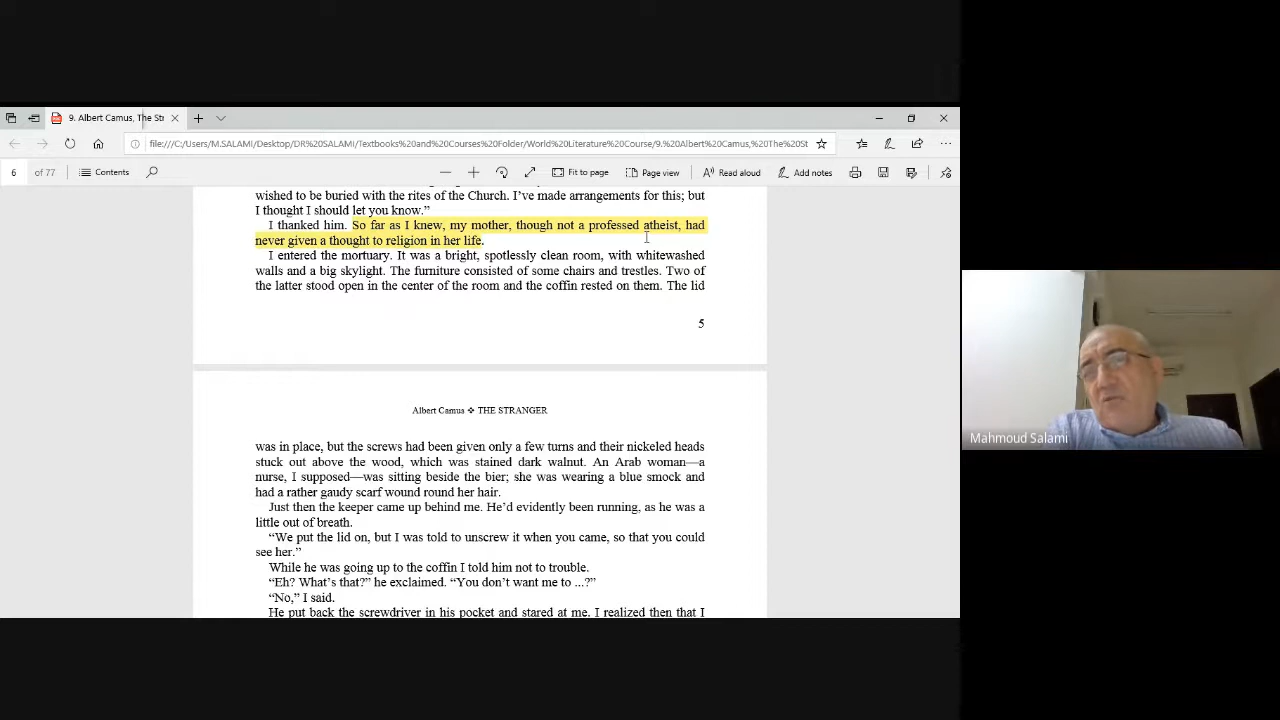 9. Albert Camus, The Str
file:///C:/Users/M.SALAMI/Desktop/DR%20SALAMI/Textbooks%20and%20Courses%20Folder/World%20Literature%20Course/9.%20Albert%20Camus,%20The%20St
6 of 77 Contents Fit to page Page view Read aloud Add notes
wished to be buried with the rites of the Church. I’ve made arrangements for this; but
I thought I should let you know.”
I thanked him. So far as I knew, my mother, though not a professed atheist, had
never given a thought to religion in her life.
I entered the mortuary. It was a bright, spotlessly clean room, with whitewashed
walls and a big skylight. The furniture consisted of some chairs and trestles. Two of
the latter stood open in the center of the room and the coffin rested on them. The lid
5
Albert Camua ❖ THE STRANGER
was in place, but the screws had been given only a few turns and their nickeled heads
stuck out above the wood, which was stained dark walnut. An Arab woman—a
nurse, I supposed—was sitting beside the bier; she was wearing a blue smock and
had a rather gaudy scarf wound round her hair.
Just then the keeper came up behind me. He’d evidently been running, as he was a
little out of breath.
“We put the lid on, but I was told to unscrew it when you came, so that you could
see her.”
While he was going up to the coffin I told him not to trouble.
“Eh? What’s that?” he exclaimed. “You don’t want me to ...?”
“No,” I said.
He put back the screwdriver in his pocket and stared at me. I realized then that I
Mahmoud Salami